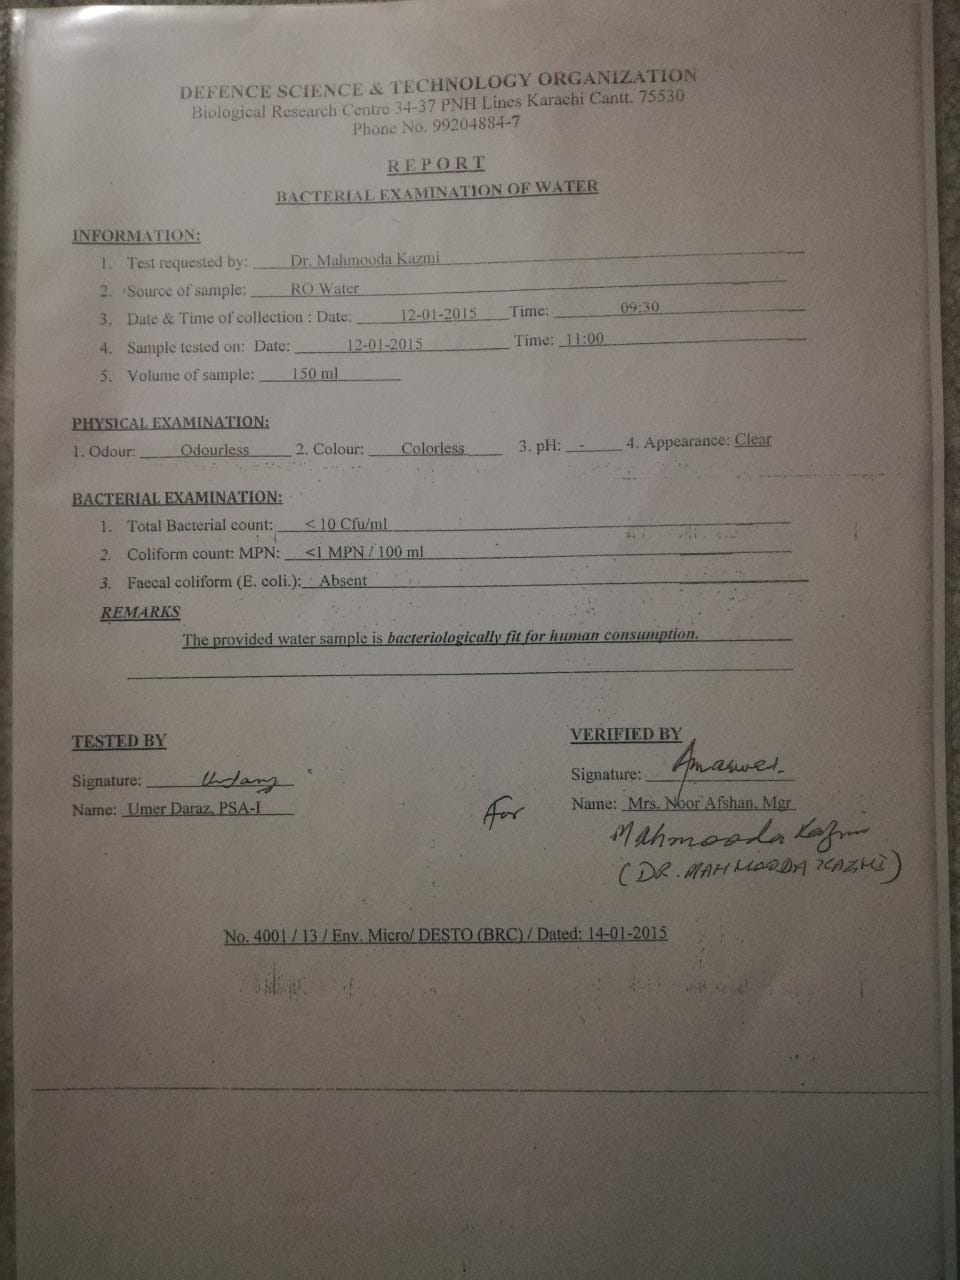 DEFENCE SCIENCE & TECHNOLOGY ORGANIZATION
Biological Research Centre 34-37 PNH Lines Karachi Cantt. 75530
Phone No. 99204884-7
REPORT
BACTERIAL EXAMINATION OF WATER
INFORMATION:
1. Test requested by: Dr. Mahmooda Kazmi
2. Source of sample: RO Water
3. Date & Time of collection : Date: 12-01-2015 Time: 09:30
4. Sample tested on: Date: 12-01-2015 Time: 11:00
5. Volume of sample: 150 ml
PHYSICAL EXAMINATION:
1. Odour: Odourless 2. Colour: Colorless 3. pH: - 4. Appearance: Clear
BACTERIAL EXAMINATION:
1. Total Bacterial count: < 10 Cfu/ml
2. Coliform count: MPN: <1 MPN / 100 ml
3. Faecal coliform (E. coli.): Absent
REMARKS
The provided water sample is bacteriologically fit for human consumption.
TESTED BY VERIFIED BY
Signature: Signature:
Name: Umer Daraz, PSA-I For Name: Mrs. Noor Afshan, Mgr
Mahmooda Kazmi
(DR. MAHMOODA KAZMI)
No. 4001 / 13 / Env. Micro/ DESTO (BRC) / Dated: 14-01-2015